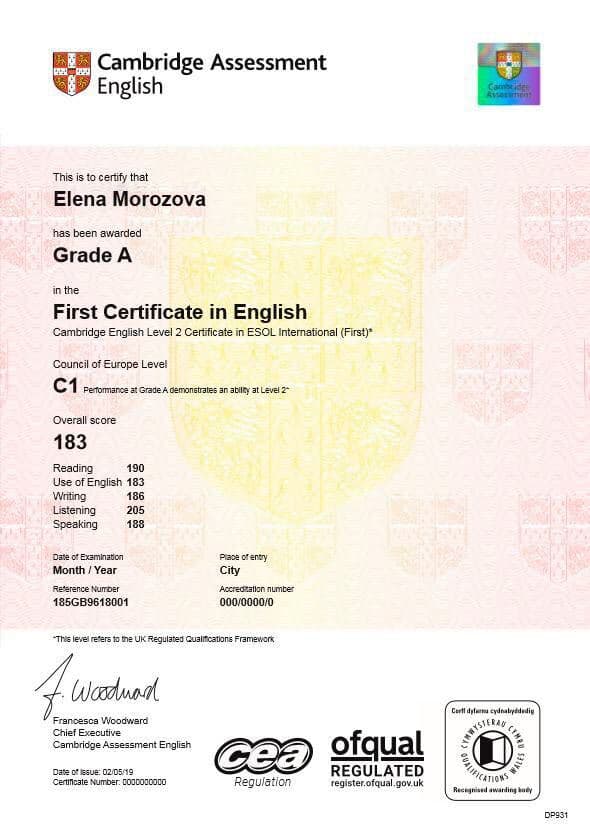 Cambridge Assessment
English
Cambridge
Assessment
This is to certify that
Elena Morozova
has been awarded
Grade A
in the
First Certificate in English
Cambridge English Level 2 Certificate in ESOL International (First)*
Council of Europe Level
C1 Performance at Grade A demonstrates an ability at Level 2*
Overall score
183
Reading 190
Use of English 183
Writing 186
Listening 205
Speaking 188
Date of Examination Place of entry
Month / Year City
Reference Number Accreditation number
185GB9618001 000/0000/0
*This level refers to the UK Regulated Qualifications Framework
F. Woodward
Francesca Woodward
Chief Executive
Cambridge Assessment English
Date of Issue: 02/05/19
Certificate Number: 0000000000
cea
Regulation
ofqual
REGULATED
register.ofqual.gov.uk
Corff dyfarnu cydnabyddedig
CYMWYSTERAU CYMRU
QUALIFICATIONS WALES
Recognised awarding body
DP931